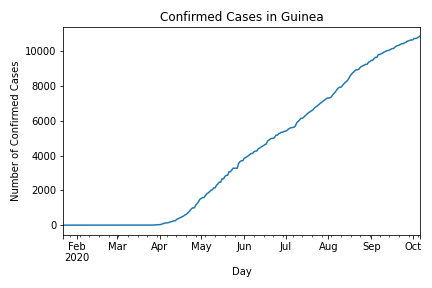 Confirmed Cases in Guinea
Number of Confirmed Cases
10000
8000
6000
4000
2000
0
Feb Mar Apr May Jun Jul Aug Sep Oct
2020
Day